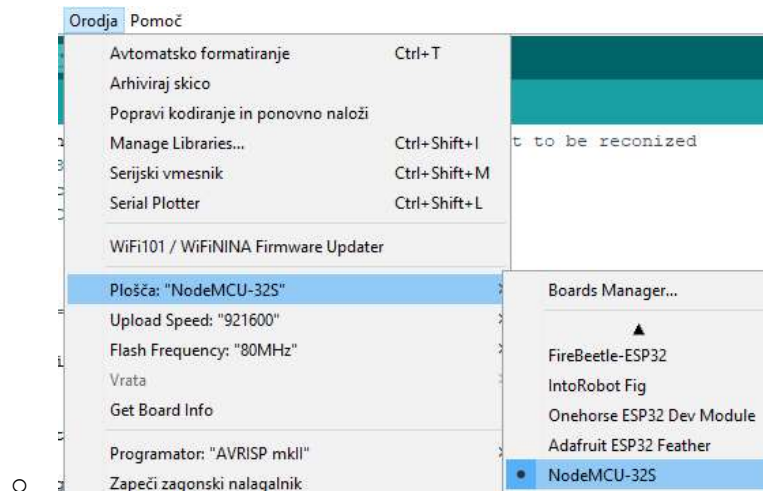 Orodja Pomoč
Avtomatsko formatiranje Ctrl+T
Arhiviraj skico
Popravi kodiranje in ponovno naloži
Manage Libraries... Ctrl+Shift+I
t to be reconized
Serijski vmesnik Ctrl+Shift+M
Serial Plotter Ctrl+Shift+L
WiFi101 / WiFiNINA Firmware Updater
Plošča: "NodeMCU-32S"
Upload Speed: "921600"
Flash Frequency: "80MHz"
Vrata
Get Board Info
Programator: "AVRISP mkII"
Zapeči zagonski nalagalnik
Boards Manager...
FireBeetle-ESP32
IntoRobot Fig
Onehorse ESP32 Dev Module
Adafruit ESP32 Feather
NodeMCU-32S